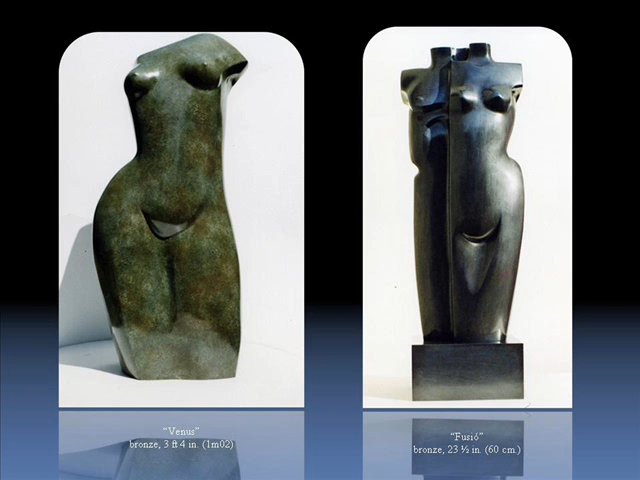 "Venus"
bronze, 3 ft 4 in. (1m02)
"Fusió"
bronze, 23 ½ in. (60 cm.)